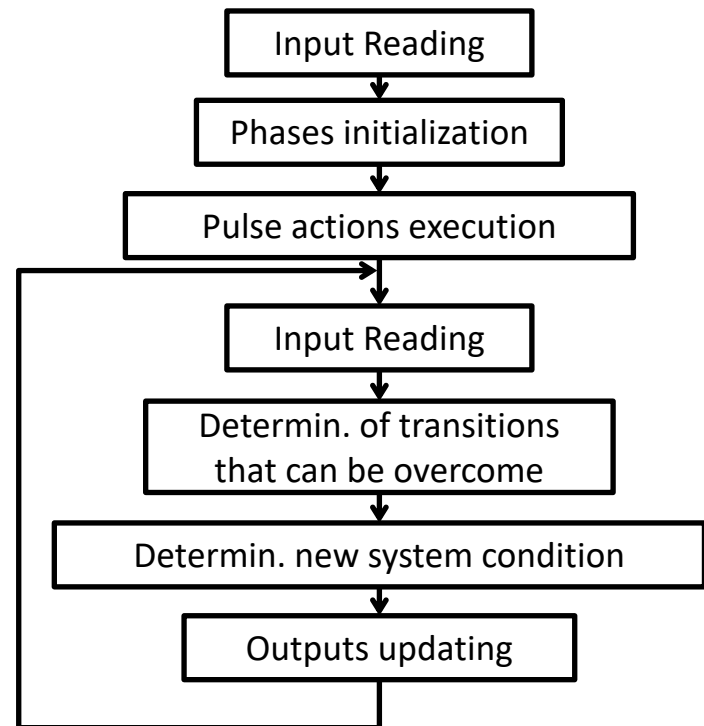 Input Reading
Phases initialization
Pulse actions execution
Input Reading
Determin. of transitions
that can be overcome
Determin. new system condition
Outputs updating